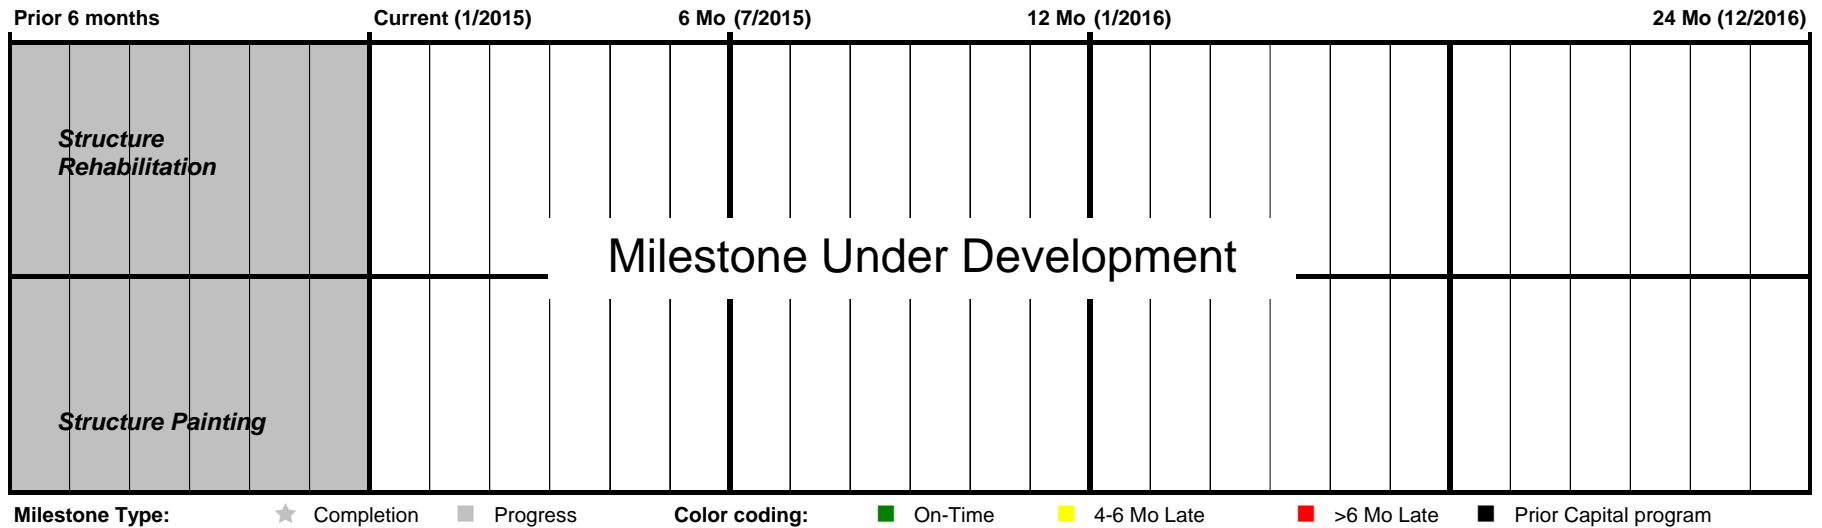 Prior 6 months Current (1/2015) 6 Mo (7/2015) 12 Mo (1/2016) 24 Mo (12/2016)
Structure
Rehabilitation
Milestone Under Development
Structure Painting
Milestone Type: Completion Progress Color coding: On-Time 4-6 Mo Late >6 Mo Late Prior Capital program